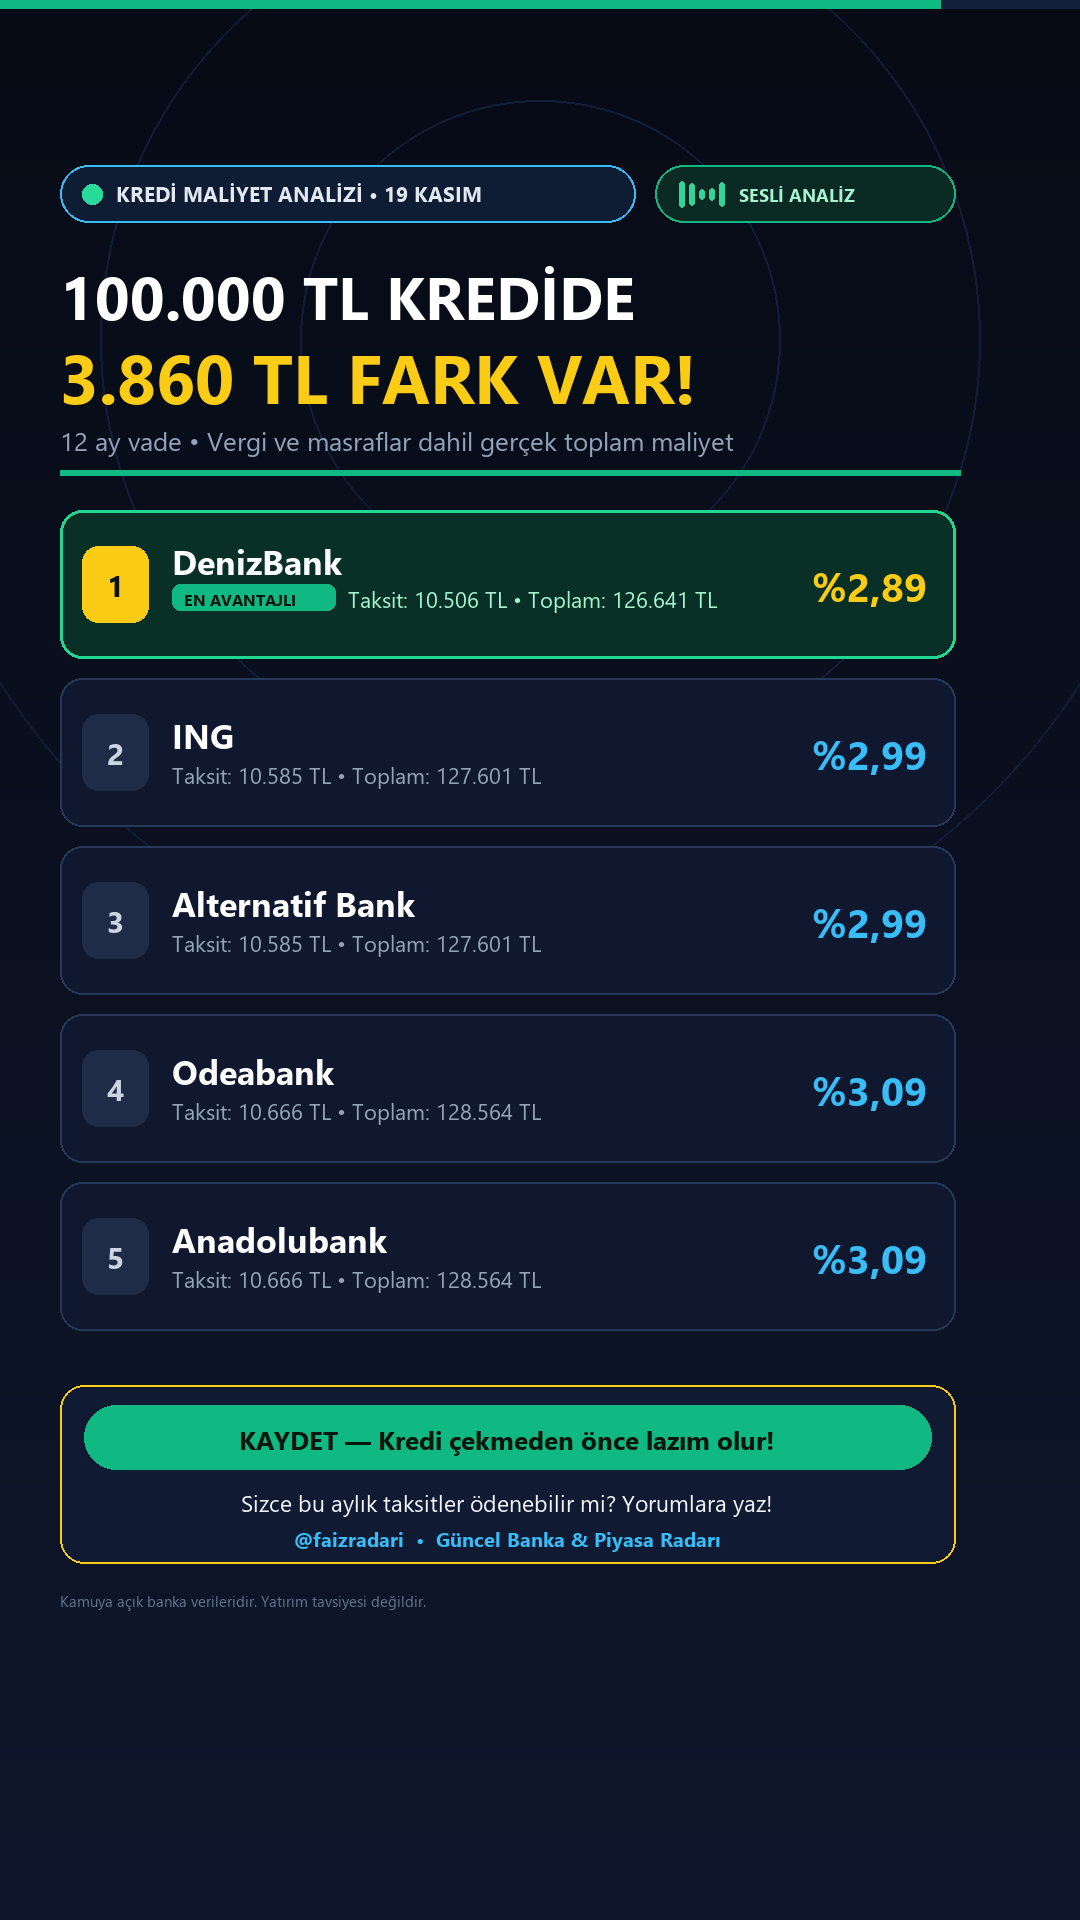 KREDİ MALİYET ANALİZİ • 19 KASIM
SESLİ ANALİZ
100.000 TL KREDİDE
3.860 TL FARK VAR!
12 ay vade • Vergi ve masraflar dahil gerçek toplam maliyet
1
DenizBank
EN AVANTAJLI
Taksit: 10.506 TL • Toplam: 126.641 TL
%2,89
2
ING
Taksit: 10.585 TL • Toplam: 127.601 TL
%2,99
3
Alternatif Bank
Taksit: 10.585 TL • Toplam: 127.601 TL
%2,99
4
Odeabank
Taksit: 10.666 TL • Toplam: 128.564 TL
%3,09
5
Anadolubank
Taksit: 10.666 TL • Toplam: 128.564 TL
%3,09
KAYDET — Kredi çekmeden önce lazım olur!
Sizce bu aylık taksitler ödenebilir mi? Yorumlara yaz!
@faizradari • Güncel Banka & Piyasa Radarı
Kamuya açık banka verileridir. Yatırım tavsiyesi değildir.